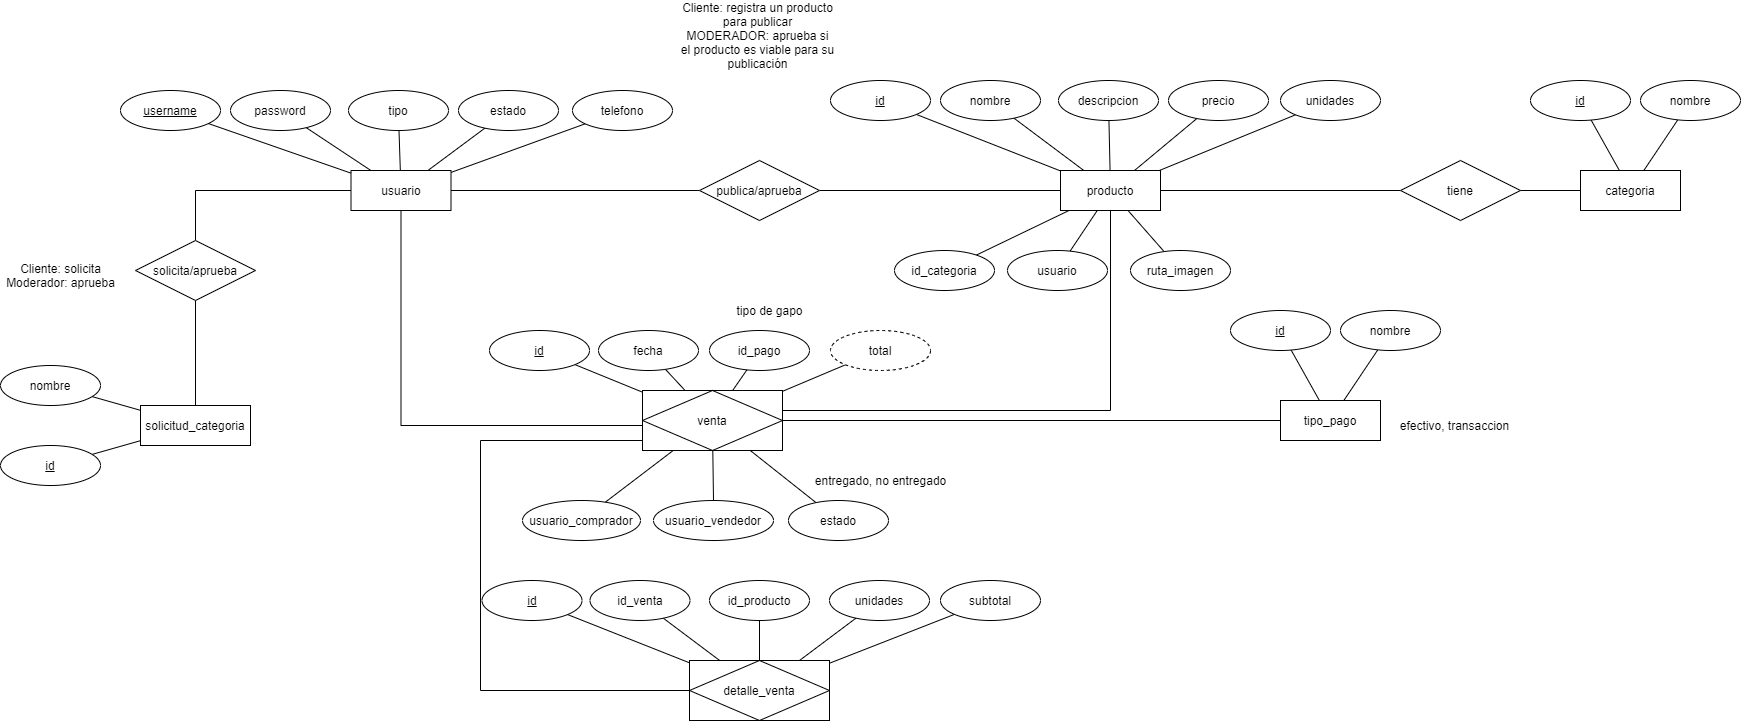 Cliente: registra un producto
para publicar
MODERADOR: aprueba si
el producto es viable para su
publicación
username
password
tipo
estado
telefono
id
nombre
descripcion
precio
unidades
id
nombre
usuario
publica/aprueba
producto
tiene
categoria
solicita/aprueba
Cliente: solicita
Moderador: aprueba
id_categoria
usuario
ruta_imagen
tipo de gapo
id
fecha
id_pago
total
id
nombre
nombre
solicitud_categoria
id
venta
tipo_pago
efectivo, transaccion
entregado, no entregado
usuario_comprador
usuario_vendedor
estado
id
id_venta
id_producto
unidades
subtotal
detalle_venta